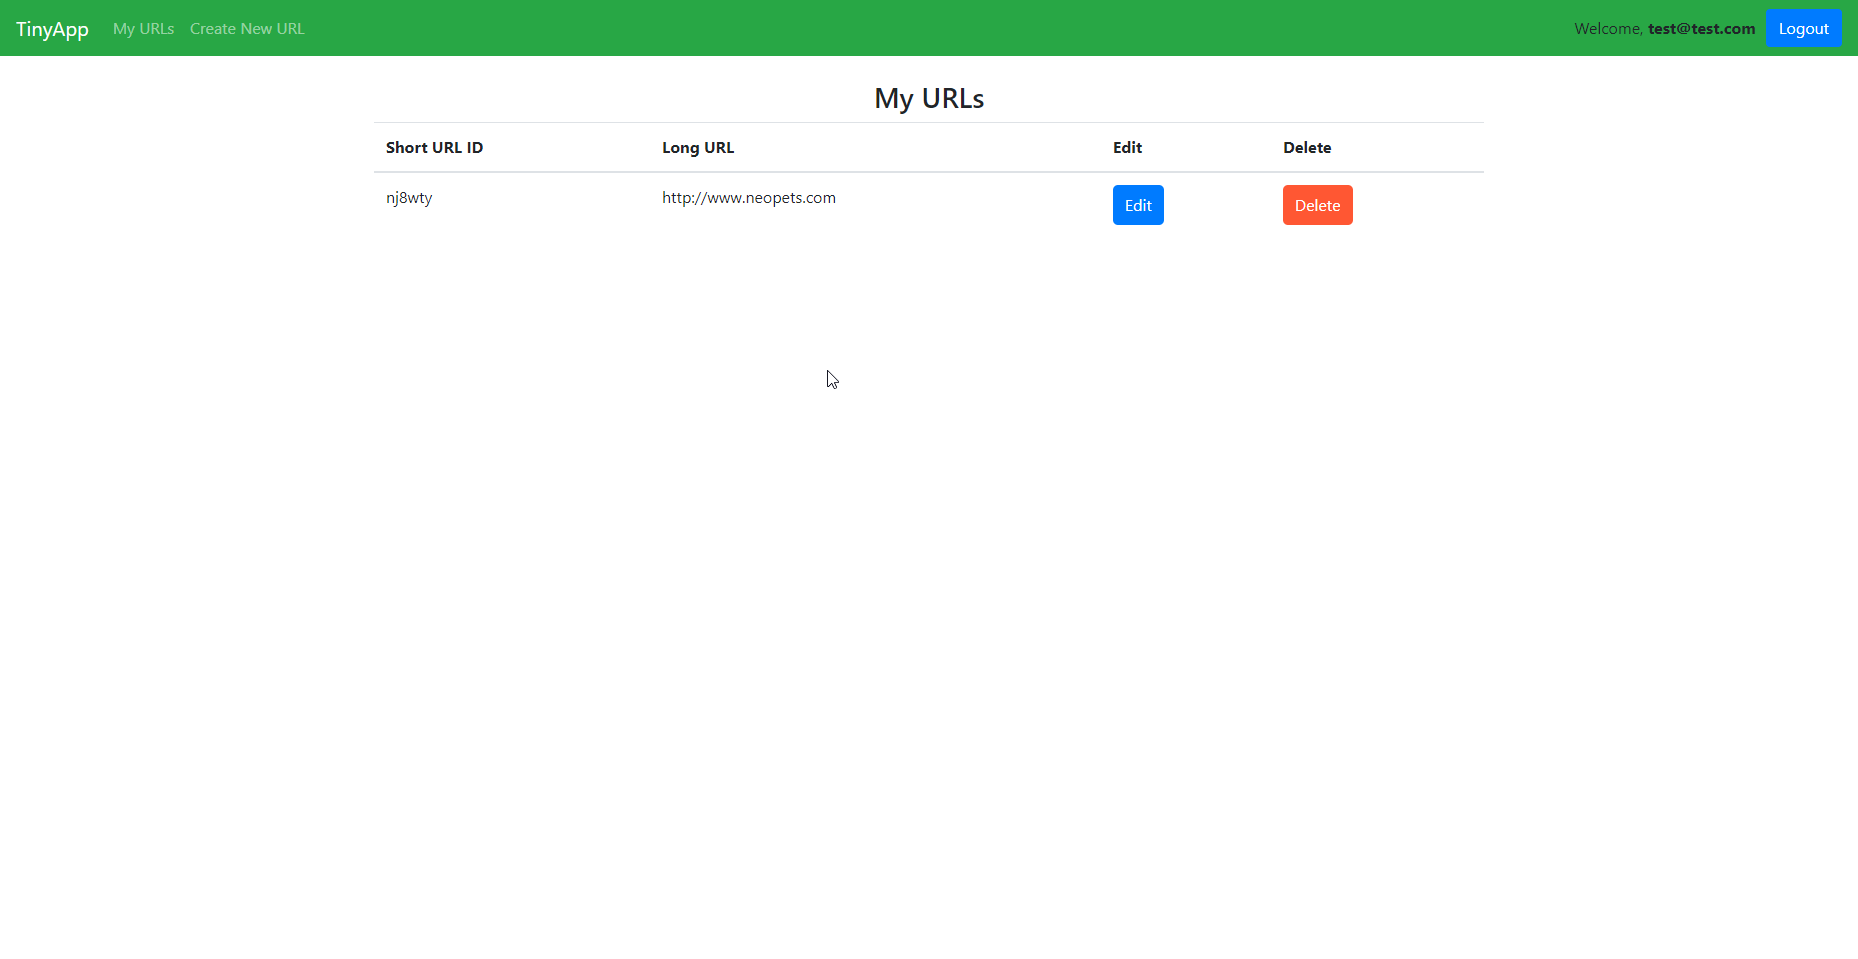 TinyApp My URLs Create New URL Welcome, test@test.com Logout
My URLs
Short URL ID Long URL Edit Delete
nj8wty http://www.neopets.com Edit Delete